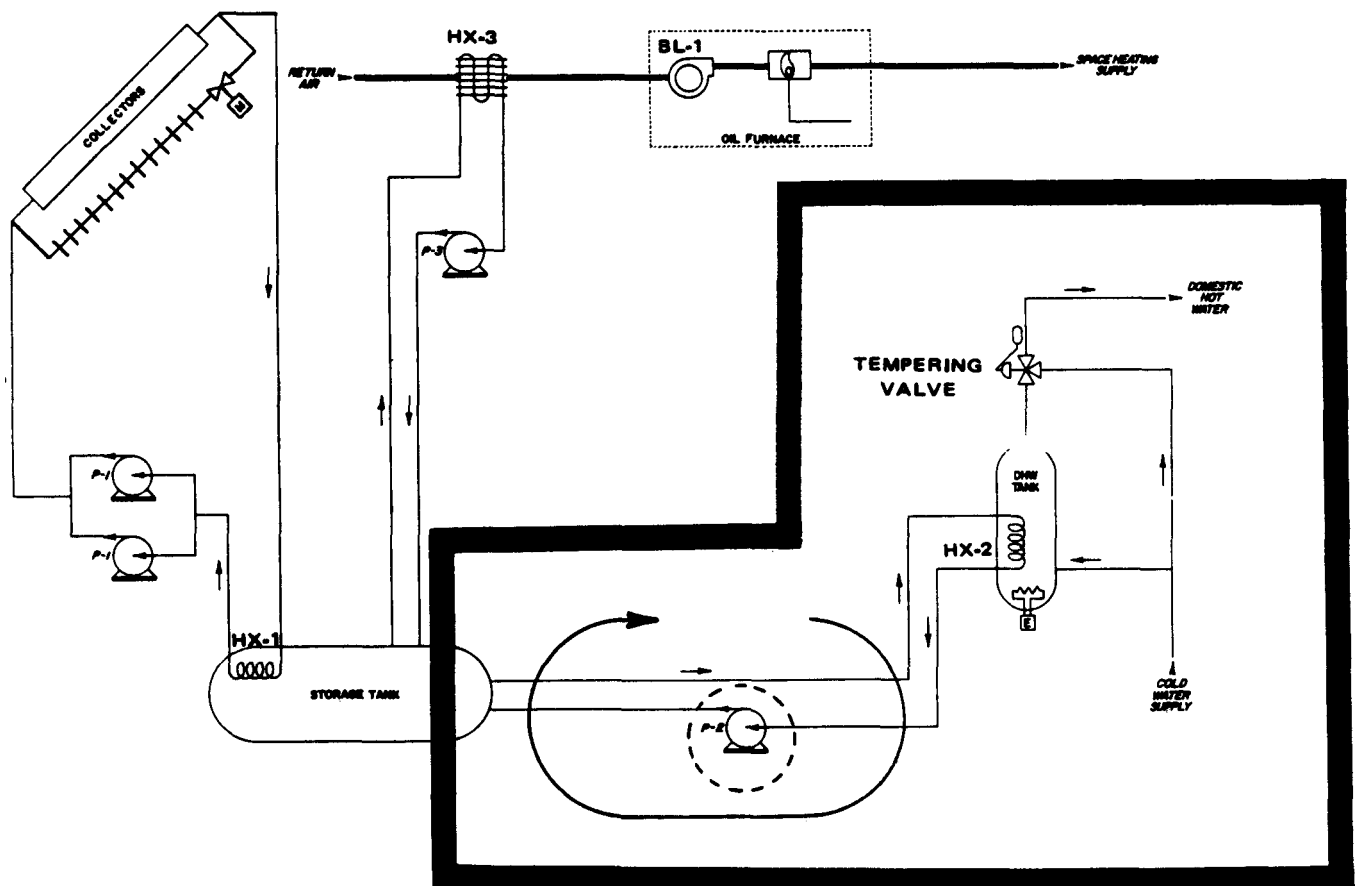 HX-3
BL-1
RETURN
AIR
SPACE HEATING
SUPPLY
COLLECTORS
M
OIL FURNACE
P-3
DOMESTIC
HOT
WATER
TEMPERING
VALVE
P-1
DHW
TANK
P-1
HX-2
E
HX-1
STORAGE TANK
COLD
WATER
SUPPLY
P-2